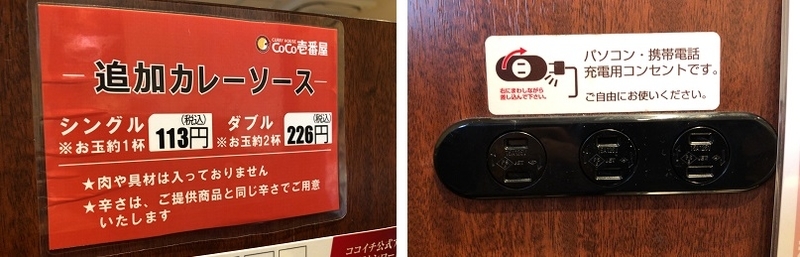 CURRY HOUSE
CoCo壱番屋
追加カレーソース
シングル
※お玉約1杯
(税込)
113円
ダブル
※お玉約2杯
(税込)
226円
★肉や具材は入っておりません
★辛さは、ご提供商品と同じ辛さでご用意
いたします
ココイチ公式ア
パソコン・携帯電話
充電用コンセントです。
ご自由にお使いください。
右にまわしながら
差し込んで下さい。